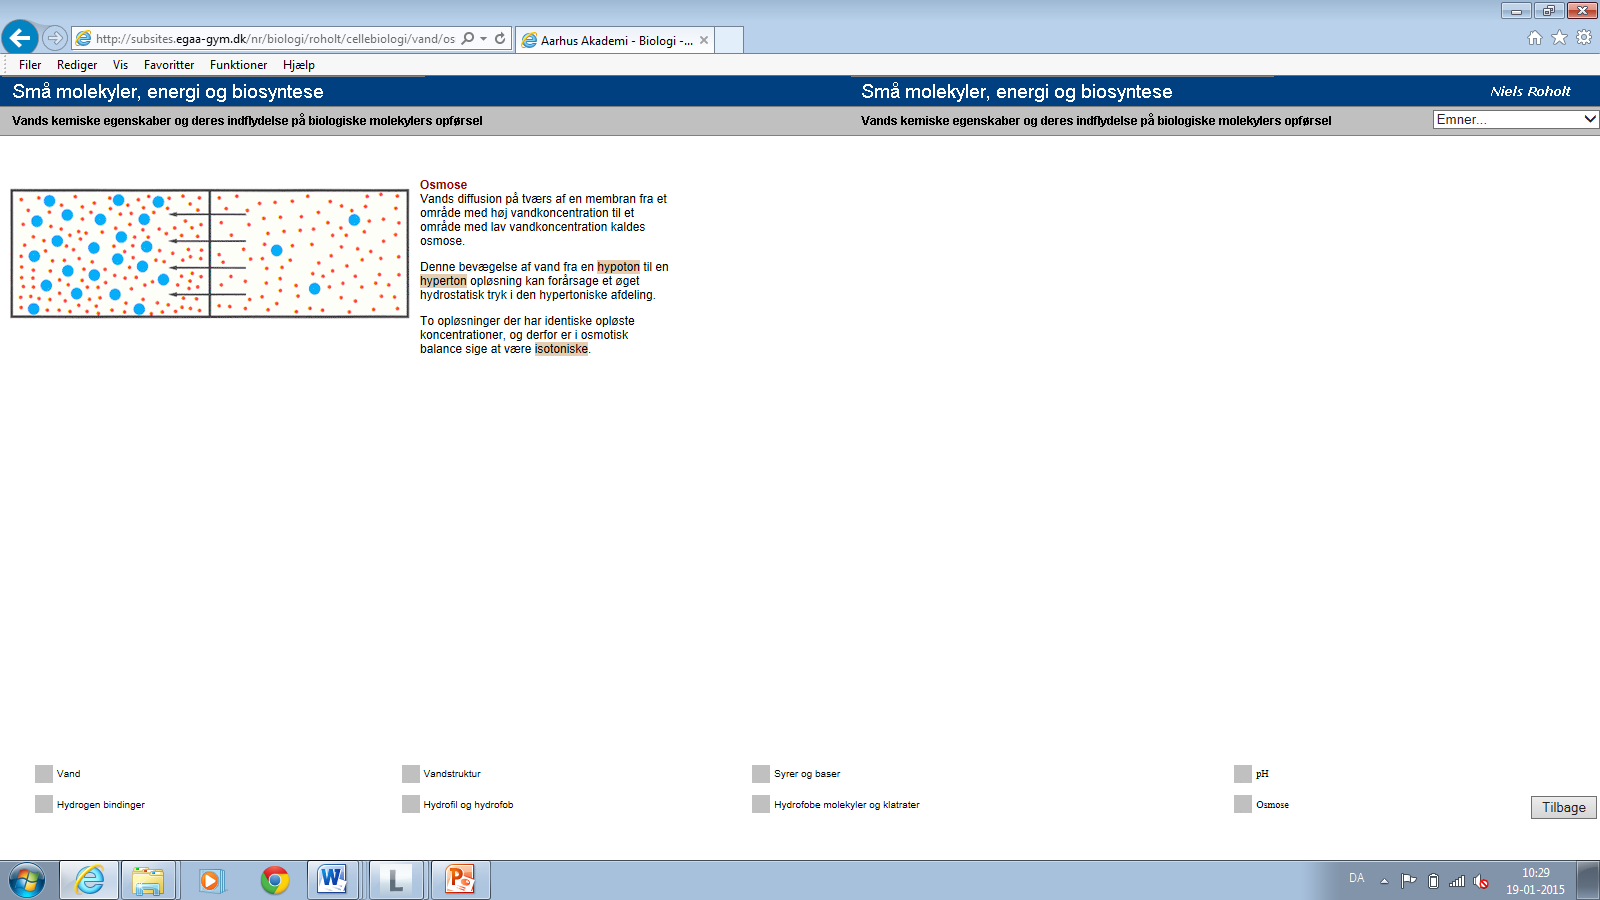 http://subsites.egaa-gym.dk/nr/biologi/roholt/cellebiologi/vand/os
Aarhus Akademi - Biologi -...
Filer Rediger Vis Favoritter Funktioner Hjælp
Små molekyler, energi og biosyntese
Små molekyler, energi og biosyntese
Niels Roholt
Vands kemiske egenskaber og deres indflydelse på biologiske molekylers opførsel
Vands kemiske egenskaber og deres indflydelse på biologiske molekylers opførsel
Emner...
Osmose
Vands diffusion på tværs af en membran fra et
område med høj vandkoncentration til et
område med lav vandkoncentration kaldes
osmose.
Denne bevægelse af vand fra en hypoton til en
hyperton opløsning kan forårsage et øget
hydrostatisk tryk i den hypertoniske afdeling.
To opløsninger der har identiske opløste
koncentrationer, og derfor er i osmotisk
balance sige at være isotoniske.
Vand Vandstruktur Syrer og baser pH
Hydrogen bindinger Hydrofil og hydrofob Hydrofobe molekyler og klatrater Osmose
Tilbage
DA
10:29
19-01-2015